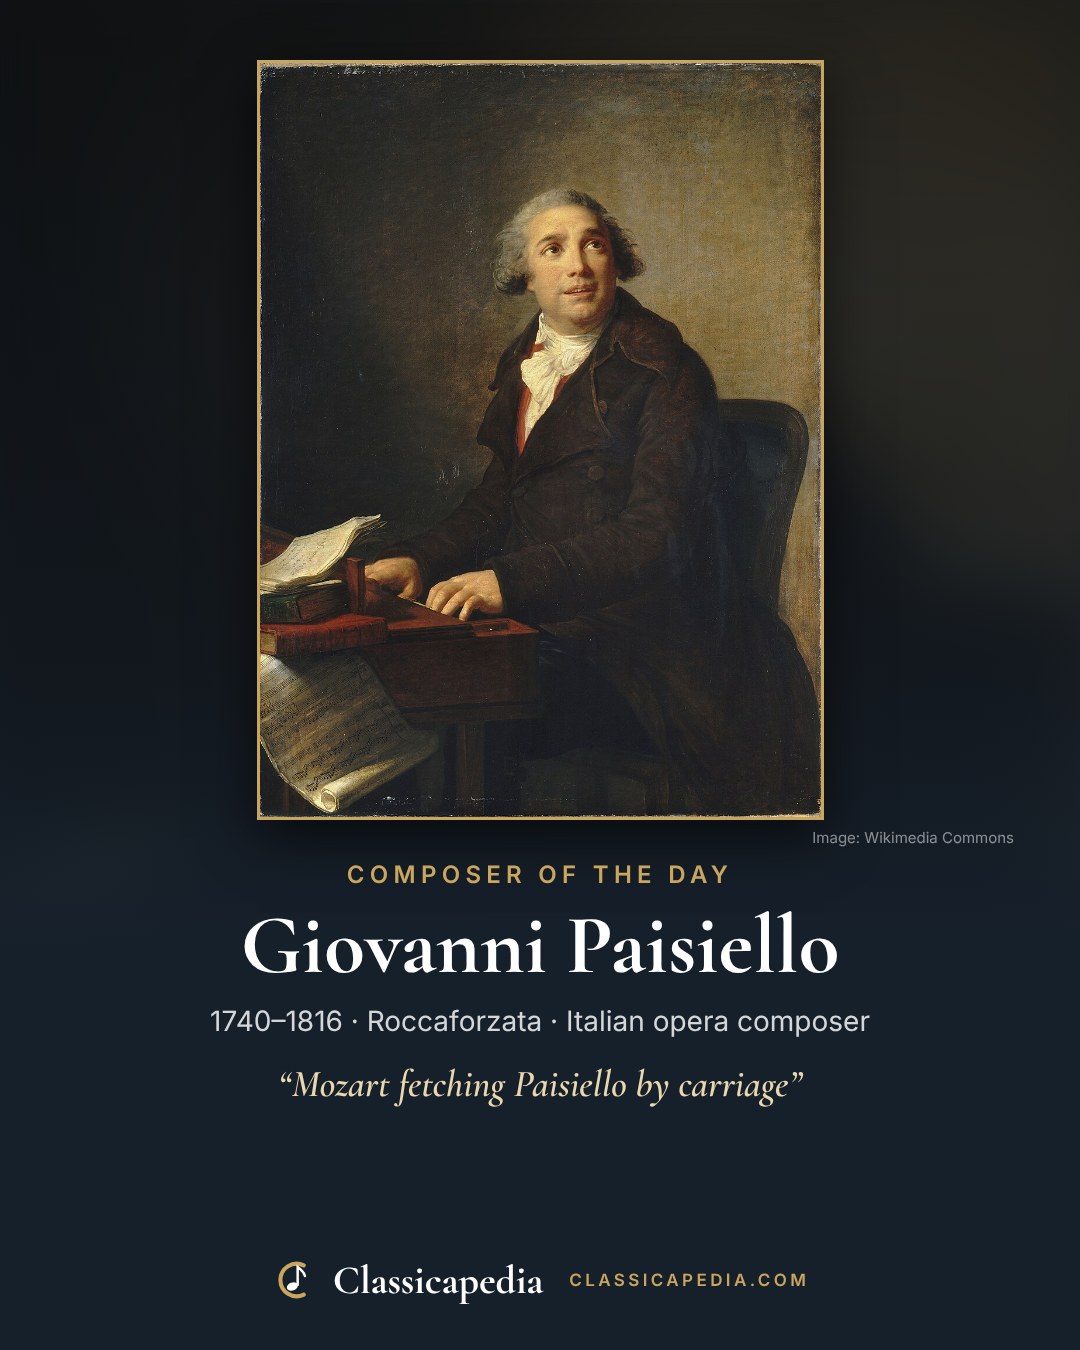 Image: Wikimedia Commons
COMPOSER OF THE DAY
Giovanni Paisiello
1740–1816 · Roccaforzata · Italian opera composer
“Mozart fetching Paisiello by carriage”
Classicapedia CLASSICAPEDIA.COM